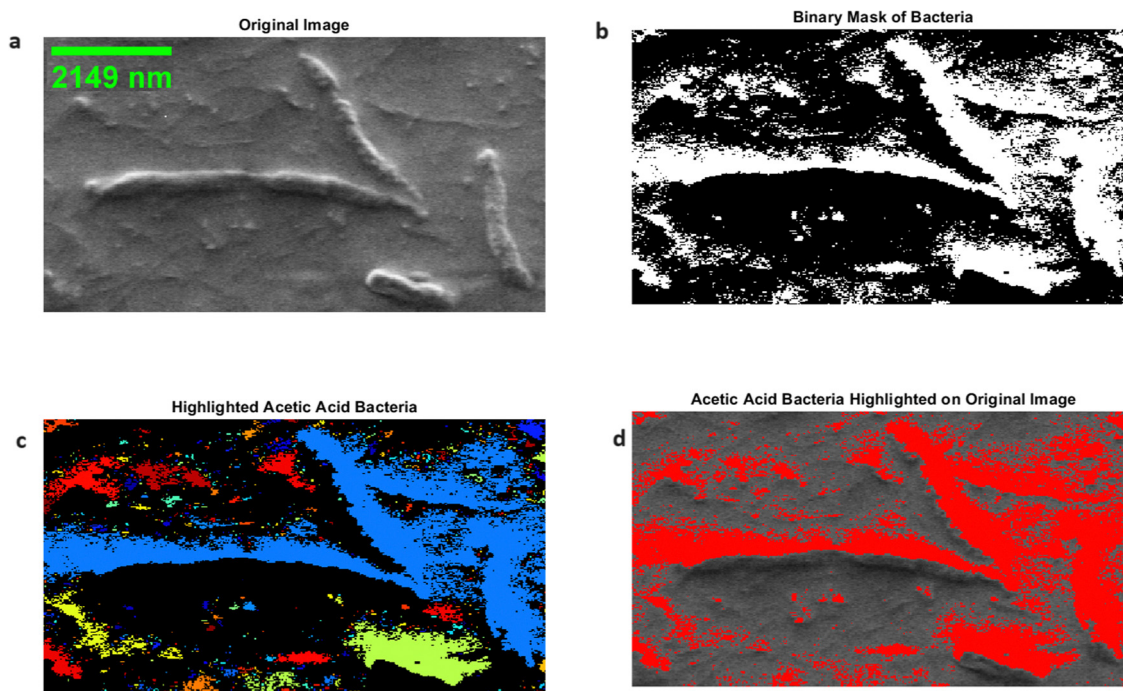 Original Image
a
2149 nm
Binary Mask of Bacteria
b
Highlighted Acetic Acid Bacteria
c
Acetic Acid Bacteria Highlighted on Original Image
d